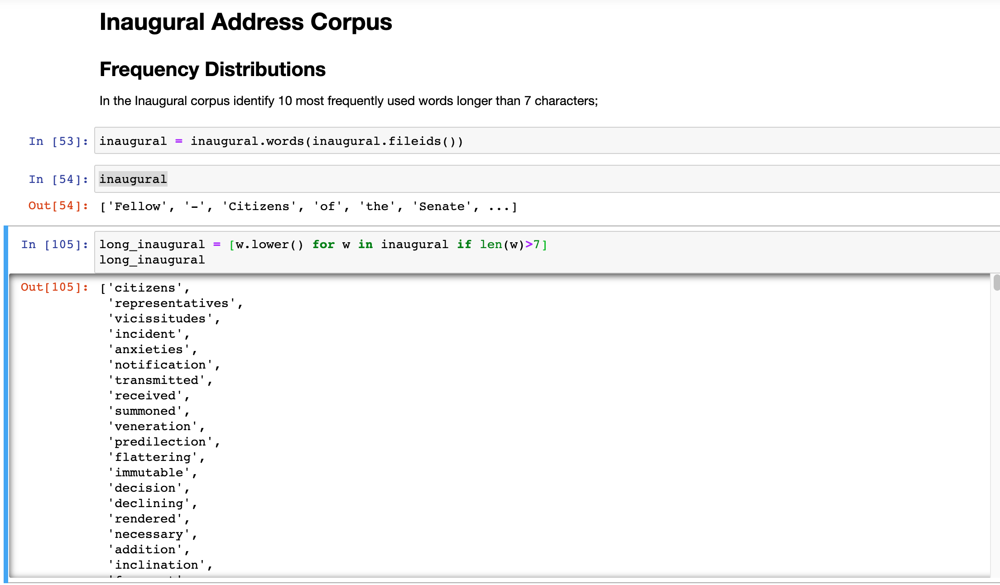 Inaugural Address Corpus
Frequency Distributions
In the Inaugural corpus identify 10 most frequently used words longer than 7 characters;
In [53]: inaugural = inaugural.words(inaugural.fileids())
In [54]: inaugural
Out[54]: ['Fellow', '-', 'Citizens', 'of', 'the', 'Senate', ...]
In [105]: long_inaugural = [w.lower() for w in inaugural if len(w)>7]
long_inaugural
Out[105]: ['citizens',
'representatives',
'vicissitudes',
'incident',
'anxieties',
'notification',
'transmitted',
'received',
'summoned',
'veneration',
'predilection',
'flattering',
'immutable',
'decision',
'declining',
'rendered',
'necessary',
'addition',
'inclination',